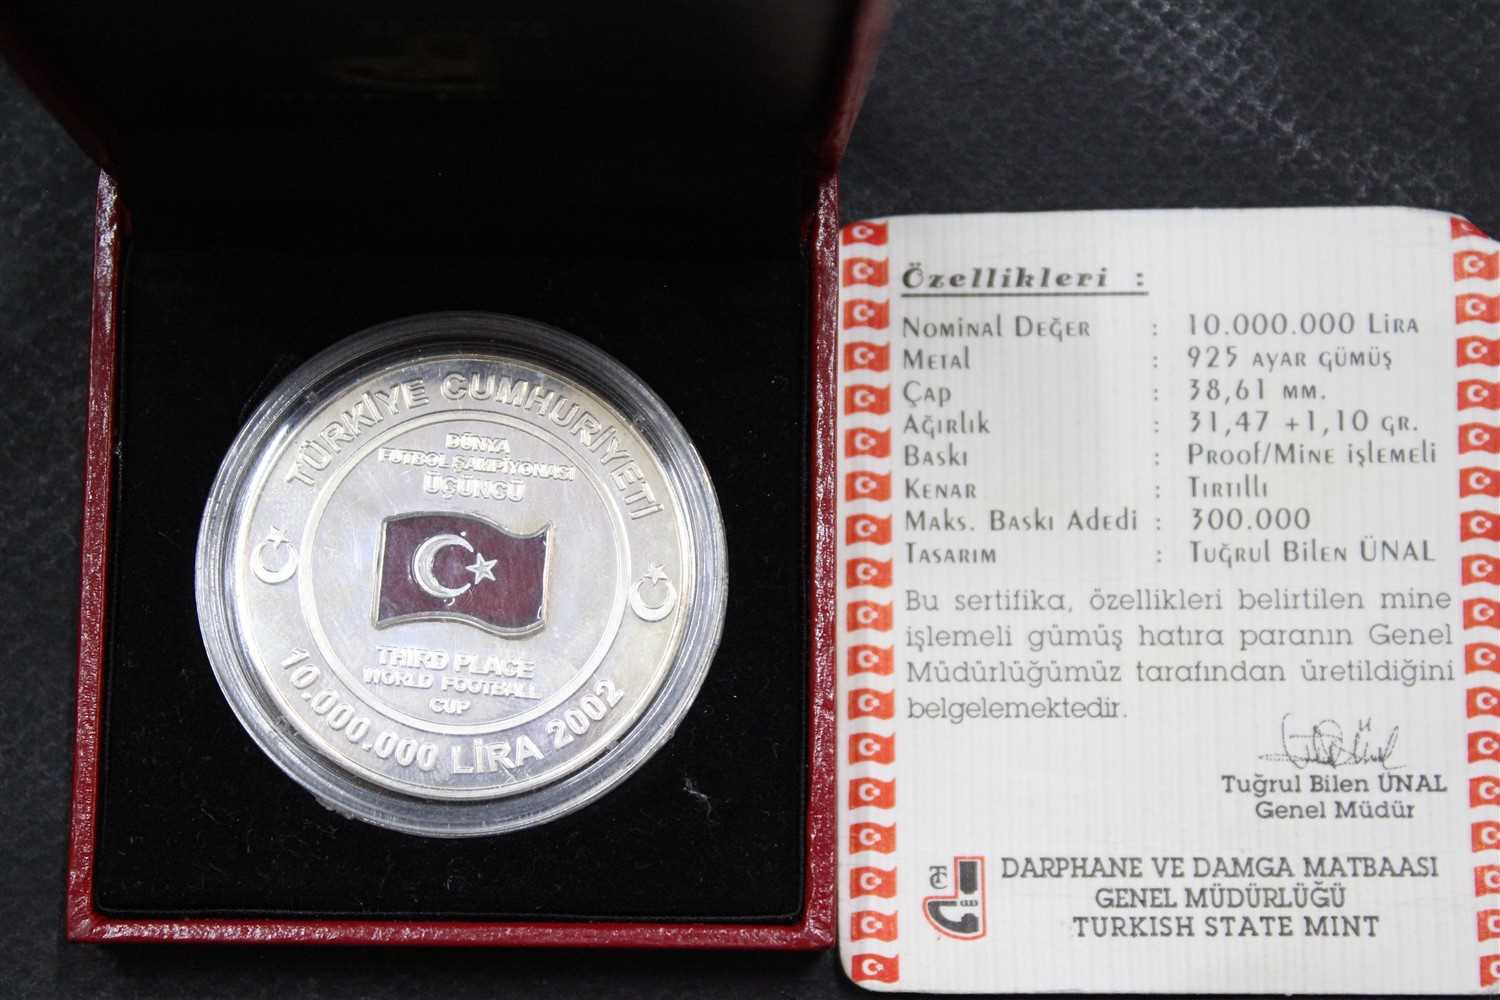 TÜRKİYE CUMHURİYETİ
DÜNYA
FUTBOL ŞAMPİYONASI
ÜÇÜNCÜ
THIRD PLACE
WORLD FOOTBALL
CUP
10.000.000 LİRA 2002
Özellikleri :
Nominal Değer : 10.000.000 Lira
Metal : 925 ayar gümüş
Çap : 38,61 mm.
Ağırlık : 31,47 +1,10 gr.
Baskı : Proof/Mine işlemeli
Kenar : Tırtıllı
Maks. Baskı Adedi : 300.000
Tasarım : Tuğrul Bilen ÜNAL
Bu sertifika, özellikleri belirtilen mine
işlemeli gümüş hatıra paranın Genel
Müdürlüğümüz tarafından üretildiğini
belgelemektedir.
Tuğrul Bilen ÜNAL
Genel Müdür
TC
DARPHANE VE DAMGA MATBAASI
GENEL MÜDÜRLÜĞÜ
TURKISH STATE MINT